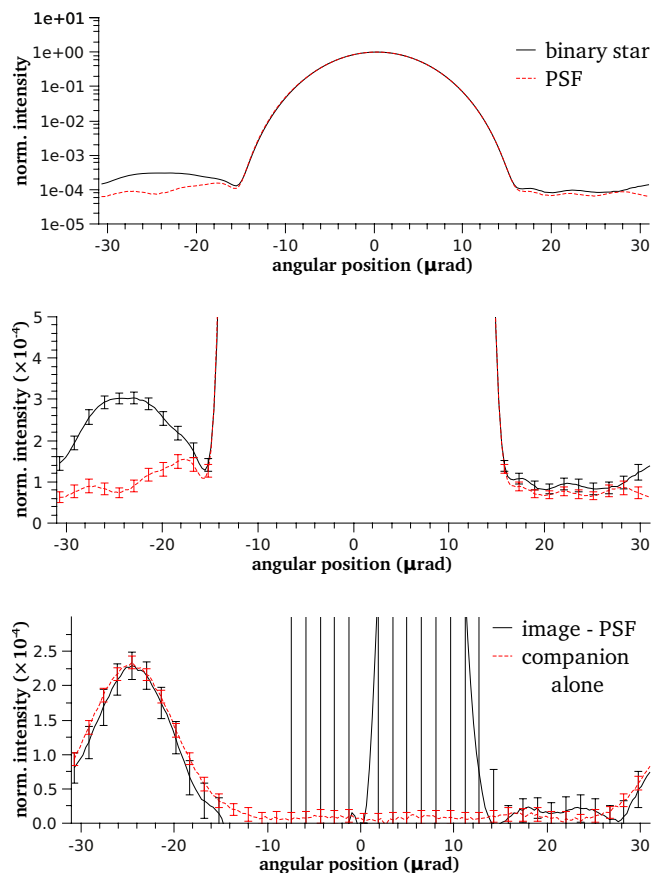 1e+01
1e+00
1e-01
1e-02
1e-03
1e-04
1e-05
norm. intensity
binary star
PSF
-30 -20 -10 0 10 20 30
angular position (μrad)
5
4
3
2
1
0
norm. intensity (×10⁻⁴)
-30 -20 -10 0 10 20 30
angular position (μrad)
2.5
2.0
1.5
1.0
0.5
0.0
norm. intensity (×10⁻⁴)
image - PSF
companion
alone
-30 -20 -10 0 10 20 30
angular position (μrad)